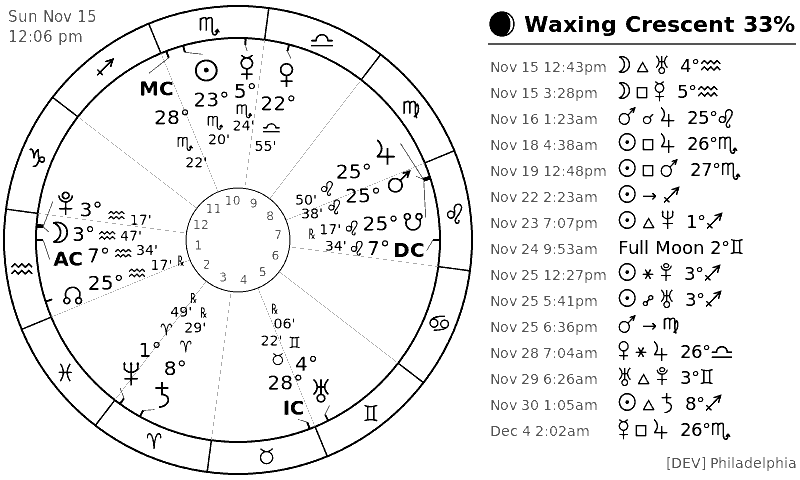 Sun Nov 15
12:06 pm
Waxing Crescent 33%
Nov 15 12:43pm ☽ △ ♅ 4°♒
Nov 15 3:28pm ☽ □ ☿ 5°♒
Nov 16 1:23am ♂ ☌ ♃ 25°♌
Nov 18 4:38am ☉ □ ♃ 26°♏
Nov 19 12:48pm ☉ □ ♂ 27°♏
Nov 22 2:23am ☉ → ♐
Nov 23 7:07pm ☉ △ ♆ 1°♐
Nov 24 9:53am Full Moon 2°♊
Nov 25 12:27pm ☉ ⚹ ♇ 3°♐
Nov 25 5:41pm ☉ ☍ ♅ 3°♐
Nov 25 6:36pm ♂ → ♍
Nov 28 7:04am ♀ ⚹ ♃ 26°♎
Nov 29 6:26am ♅ △ ♇ 3°♊
Nov 30 1:05am ☉ △ ♄ 8°♐
Dec 4 2:02am ☿ □ ♃ 26°♏
[DEV] Philadelphia
♏ ♎ ♍ ♌ ♋ ♊ ♉ ♈ ♓ ♒ ♑ ♐
MC 28° ♏ 22'
☉ 23° ♏ 20'
☿ 5° ♏ 24'
♀ 22° ♎ 55'
♃ 25° ♌ 50'
♂ 25° ♌ 38'
☋ 25° ♌ 17' ℞
DC 7° ♌ 34'
♇ 3° ♒ 17'
☽ 3° ♒ 47'
AC 7° ♒ 34'
☊ 25° ♒ 17' ℞
♆ 1° ♈ 49' ℞
♄ 8° ♈ 29' ℞
IC 28° ♉ 22'
♅ 4° ♊ 06' ℞
1 2 3 4 5 6 7 8 9 10 11 12